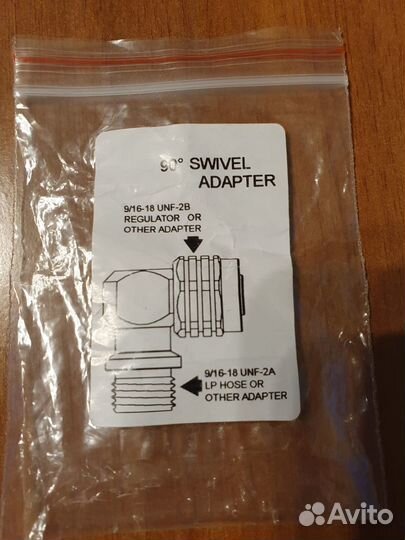 90° SWIVEL
ADAPTER
9/16-18 UNF-2B
REGULATOR OR
OTHER ADAPTER
9/16-18 UNF-2A
LP HOSE OR
OTHER ADAPTER
Avito